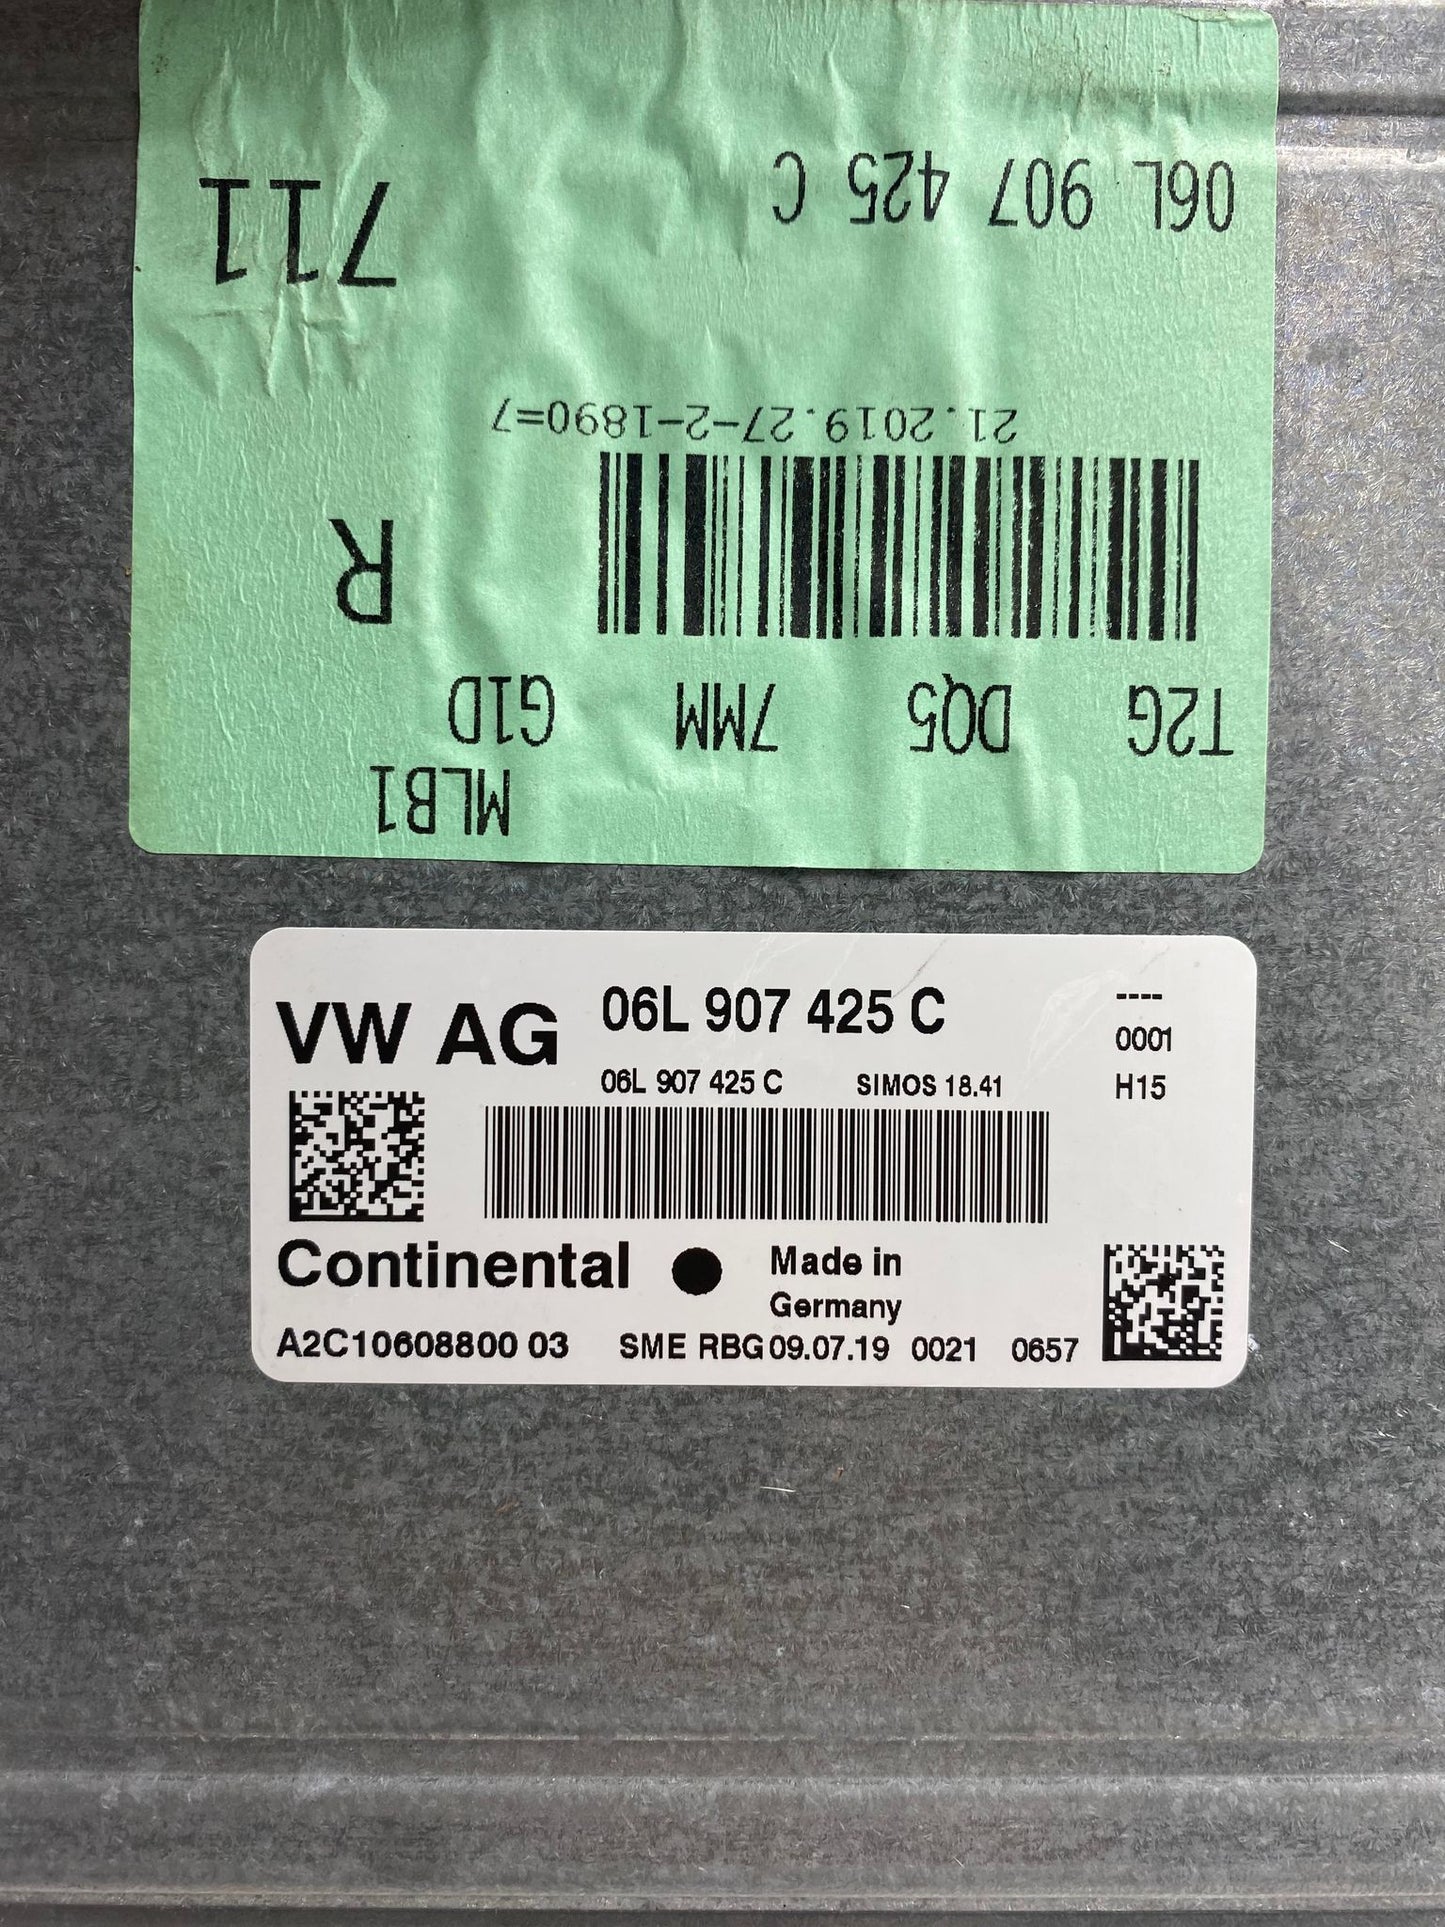 06L 907 425 C
711
21.2019.27-2-1890=7
R
T2G DQ5 7MM G1D
MLB1
VW AG
06L 907 425 C
----
0001
06L 907 425 C SIMOS 18.41
H15
Continental
Made in
Germany
A2C10608800 03 SME RBG 09.07.19 0021 0657